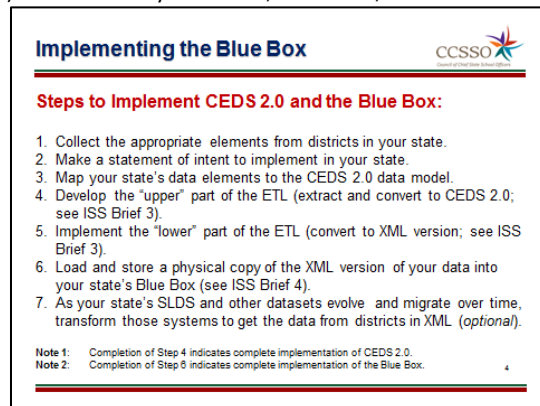 Implementing the Blue Box
CCSSO
Council of Chief State School Officers
Steps to Implement CEDS 2.0 and the Blue Box:
1. Collect the appropriate elements from districts in your state.
2. Make a statement of intent to implement in your state.
3. Map your state's data elements to the CEDS 2.0 data model.
4. Develop the "upper" part of the ETL (extract and convert to CEDS 2.0;
see ISS Brief 3).
5. Implement the "lower" part of the ETL (convert to XML version; see ISS
Brief 3).
6. Load and store a physical copy of the XML version of your data into
your state's Blue Box (see ISS Brief 4).
7. As your state's SLDS and other datasets evolve and migrate over time,
transform those systems to get the data from districts in XML (optional).
Note 1: Completion of Step 4 indicates complete implementation of CEDS 2.0.
Note 2: Completion of Step 6 indicates complete implementation of the Blue Box.
4